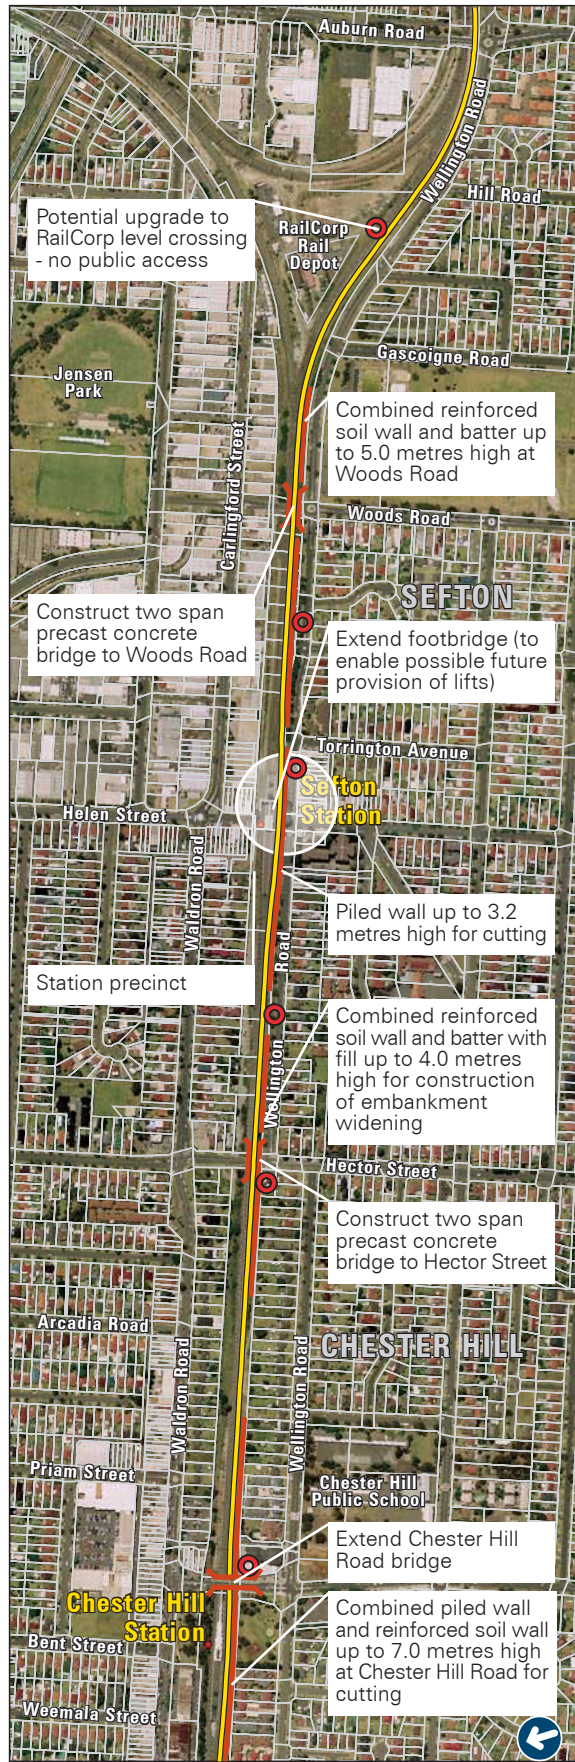 Auburn Road
Wellington Road
Hill Road
Potential upgrade to
RailCorp level crossing
- no public access
RailCorp
Rail
Depot
Gascoigne Road
Jensen
Park
Combined reinforced
soil wall and batter up
to 5.0 metres high at
Woods Road
Carlingford Street
Woods Road
SEFTON
Construct two span
precast concrete
bridge to Woods Road
Extend footbridge (to
enable possible future
provision of lifts)
Torrington Avenue
Sefton
Station
Helen Street
Waldron Road
Piled wall up to 3.2
metres high for cutting
Station precinct
Wellington Road
Combined reinforced
soil wall and batter with
fill up to 4.0 metres
high for construction
of embankment
widening
Hector Street
Construct two span
precast concrete
bridge to Hector Street
Arcadia Road
CHESTER HILL
Waldron Road
Wellington Road
Priam Street
Chester Hill
Public School
Extend Chester Hill
Road bridge
Chester Hill
Station
Bent Street
Combined piled wall
and reinforced soil wall
up to 7.0 metres high
at Chester Hill Road for
cutting
Weemala Street